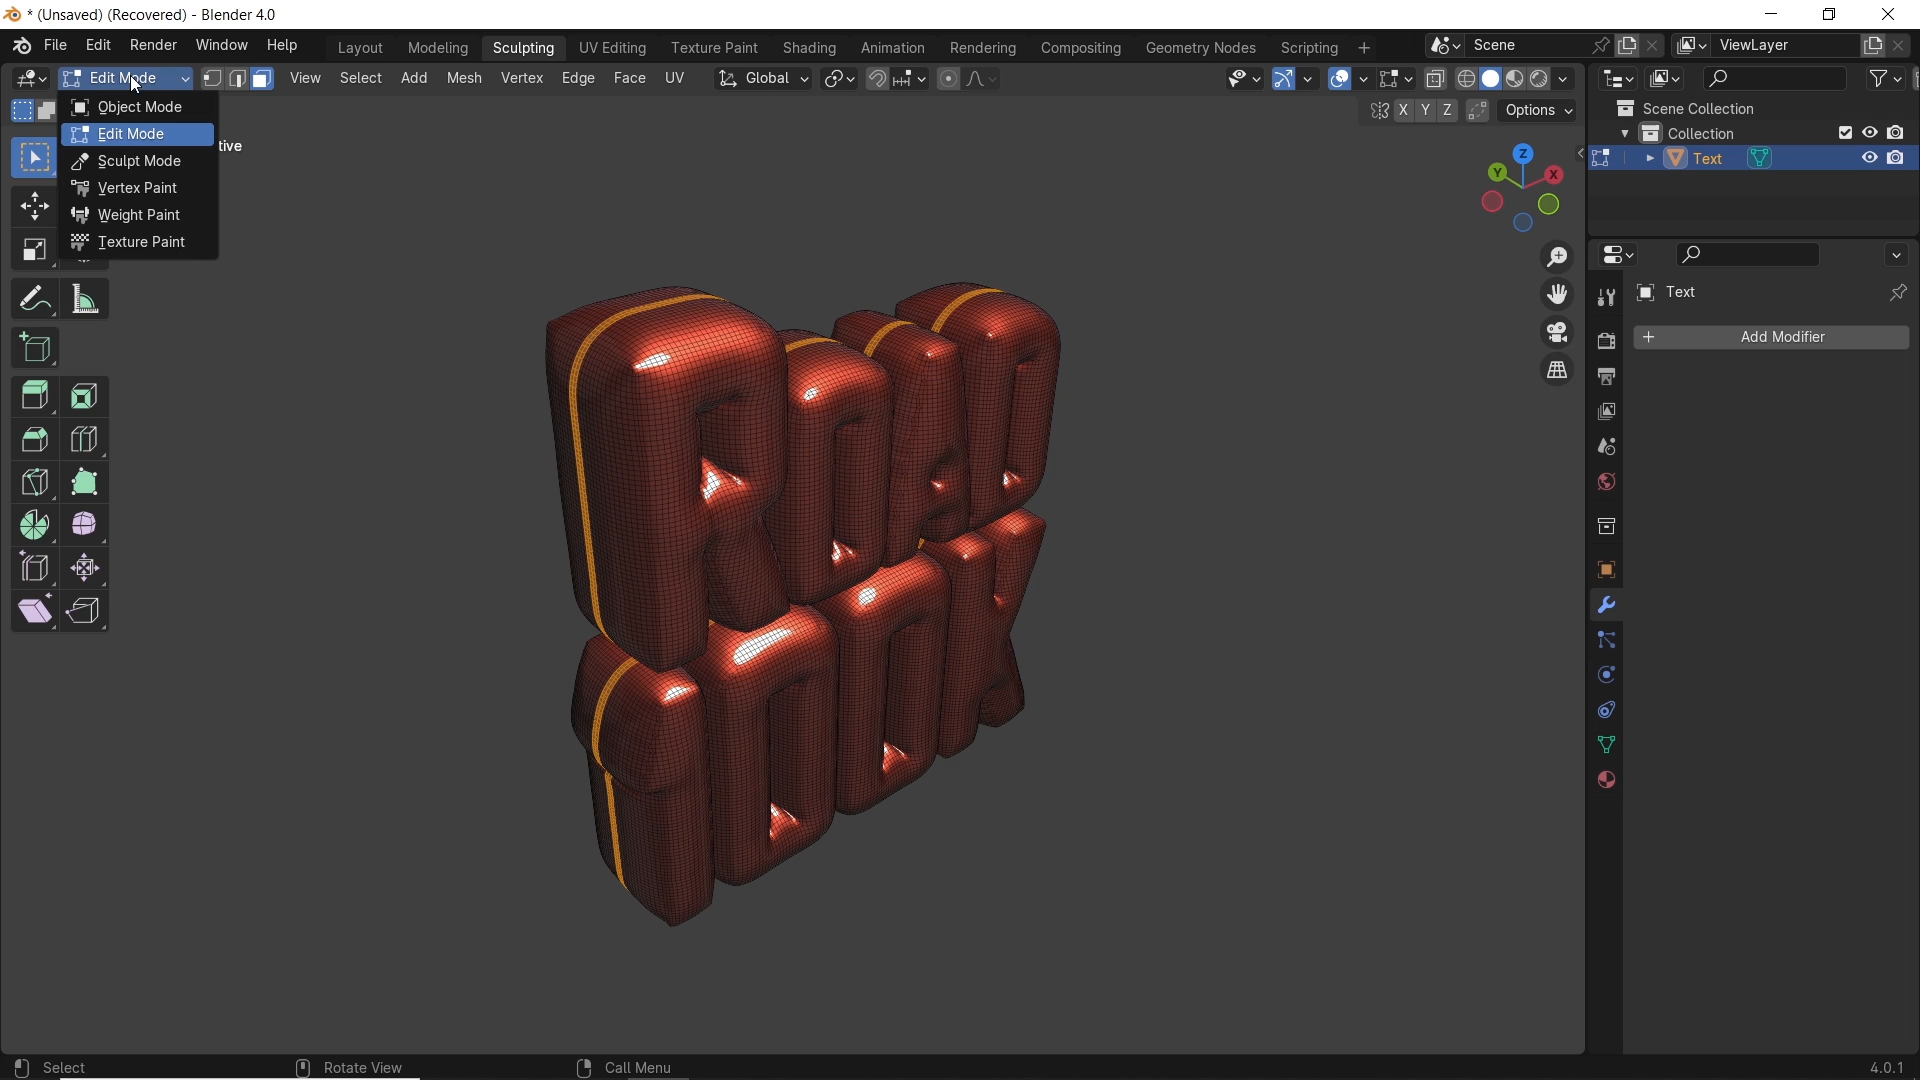 * (Unsaved) (Recovered) - Blender 4.0
File Edit Render Window Help Layout Modeling Sculpting UV Editing Texture Paint Shading Animation Rendering Compositing Geometry Nodes Scripting + Scene ViewLayer
Edit Mode View Select Add Mesh Vertex Edge Face UV Global
X Y Z Options
Object Mode
Edit Mode
Sculpt Mode
Vertex Paint
Weight Paint
Texture Paint
tive
Z
Y X
Scene Collection
Collection
Text
Text
+ Add Modifier
Select Rotate View Call Menu 4.0.1